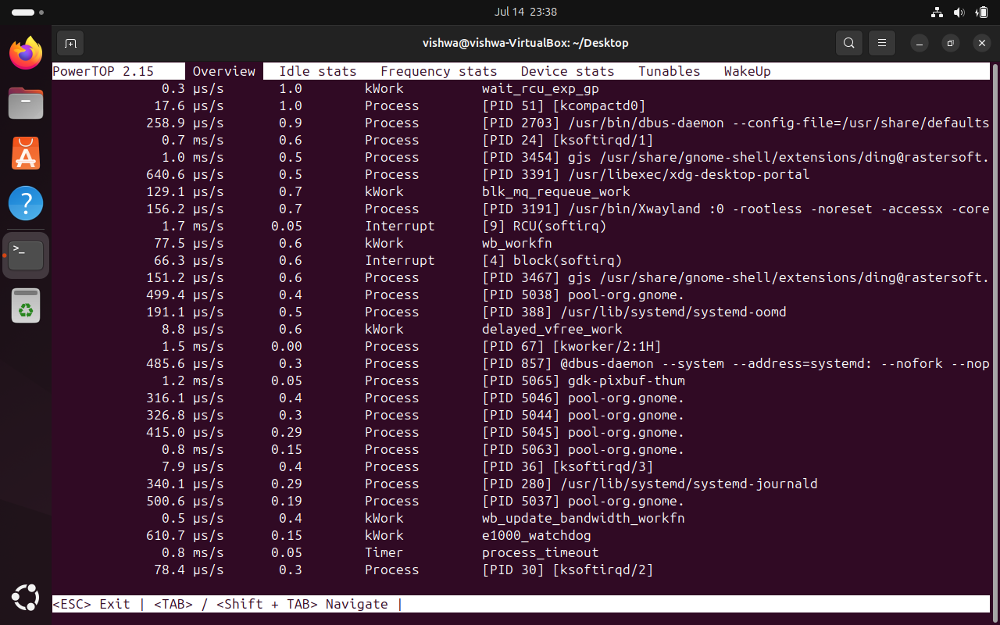 Jul 14 23:38
vishwa@vishwa-VirtualBox: ~/Desktop
PowerTOP 2.15 Overview Idle stats Frequency stats Device stats Tunables WakeUp
0.3 µs/s 1.0 kWork wait_rcu_exp_gp
17.6 µs/s 1.0 Process [PID 51] [kcompactd0]
258.9 µs/s 0.9 Process [PID 2703] /usr/bin/dbus-daemon --config-file=/usr/share/defaults
0.7 ms/s 0.6 Process [PID 24] [ksoftirqd/1]
1.0 ms/s 0.5 Process [PID 3454] gjs /usr/share/gnome-shell/extensions/ding@rastersoft.
640.6 µs/s 0.5 Process [PID 3391] /usr/libexec/xdg-desktop-portal
129.1 µs/s 0.7 kWork blk_mq_requeue_work
156.2 µs/s 0.7 Process [PID 3191] /usr/bin/Xwayland :0 -rootless -noreset -accessx -core
1.7 ms/s 0.05 Interrupt [9] RCU(softirq)
77.5 µs/s 0.6 kWork wb_workfn
66.3 µs/s 0.6 Interrupt [4] block(softirq)
151.2 µs/s 0.6 Process [PID 3467] gjs /usr/share/gnome-shell/extensions/ding@rastersoft.
499.4 µs/s 0.4 Process [PID 5038] pool-org.gnome.
191.1 µs/s 0.5 Process [PID 388] /usr/lib/systemd/systemd-oomd
8.8 µs/s 0.6 kWork delayed_vfree_work
1.5 ms/s 0.00 Process [PID 67] [kworker/2:1H]
485.6 µs/s 0.3 Process [PID 857] @dbus-daemon --system --address=systemd: --nofork --nop
1.2 ms/s 0.05 Process [PID 5065] gdk-pixbuf-thum
316.1 µs/s 0.4 Process [PID 5046] pool-org.gnome.
326.8 µs/s 0.3 Process [PID 5044] pool-org.gnome.
415.0 µs/s 0.29 Process [PID 5045] pool-org.gnome.
0.8 ms/s 0.15 Process [PID 5063] pool-org.gnome.
7.9 µs/s 0.4 Process [PID 36] [ksoftirqd/3]
340.1 µs/s 0.29 Process [PID 280] /usr/lib/systemd/systemd-journald
500.6 µs/s 0.19 Process [PID 5037] pool-org.gnome.
0.5 µs/s 0.4 kWork wb_update_bandwidth_workfn
610.7 µs/s 0.15 kWork e1000_watchdog
0.8 ms/s 0.05 Timer process_timeout
78.4 µs/s 0.3 Process [PID 30] [ksoftirqd/2]
<ESC> Exit | <TAB> / <Shift + TAB> Navigate |